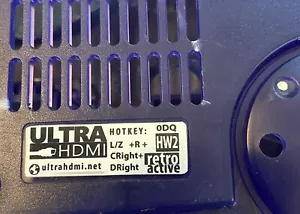 ULTRA HDMI
ultrahdmi.net
HOTKEY:
L/Z +R+
CRight+
DRight
0DQ
HW2
retro
active